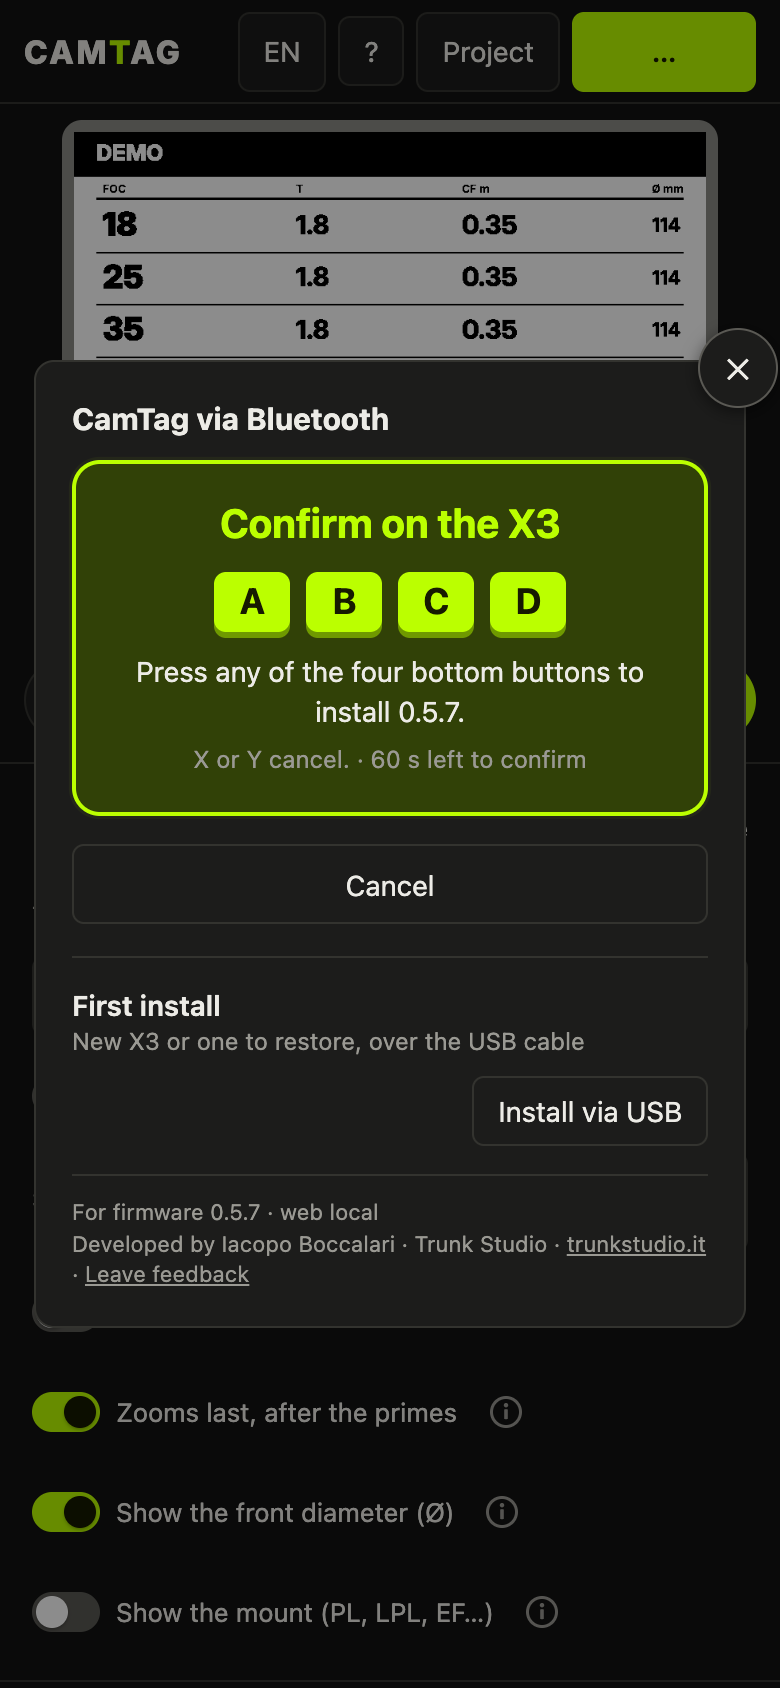 CAMTAG
EN
?
Project
...
DEMO
FOC T CF m Ø mm
18 1.8 0.35 114
25 1.8 0.35 114
35 1.8 0.35 114
CamTag via Bluetooth
Confirm on the X3
A B C D
Press any of the four bottom buttons to
install 0.5.7.
X or Y cancel. · 60 s left to confirm
Cancel
First install
New X3 or one to restore, over the USB cable
Install via USB
For firmware 0.5.7 · web local
Developed by Iacopo Boccalari · Trunk Studio · trunkstudio.it
· Leave feedback
Zooms last, after the primes
Show the front diameter (Ø)
Show the mount (PL, LPL, EF...)